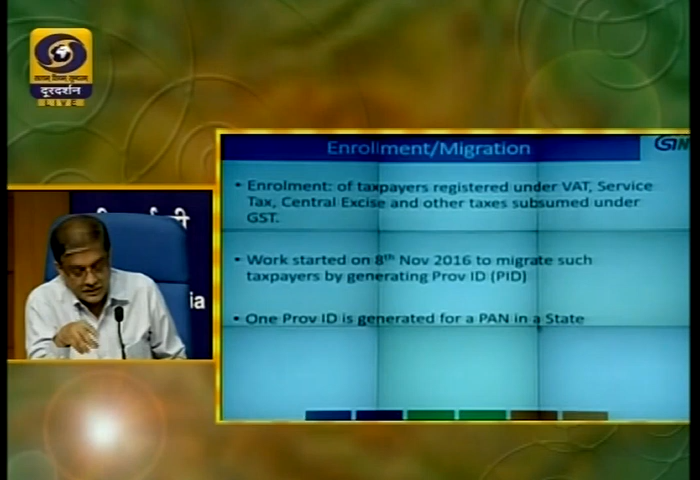 सत्यम् शिवम् सुन्दरम्
दूरदर्शन
LIVE
Enrollment/Migration
• Enrolment: of taxpayers registered under VAT, Service
Tax, Central Excise and other taxes subsumed under
GST.
• Work started on 8th Nov 2016 to migrate such
taxpayers by generating Prov ID (PID)
• One Prov ID is generated for a PAN in a State
ia